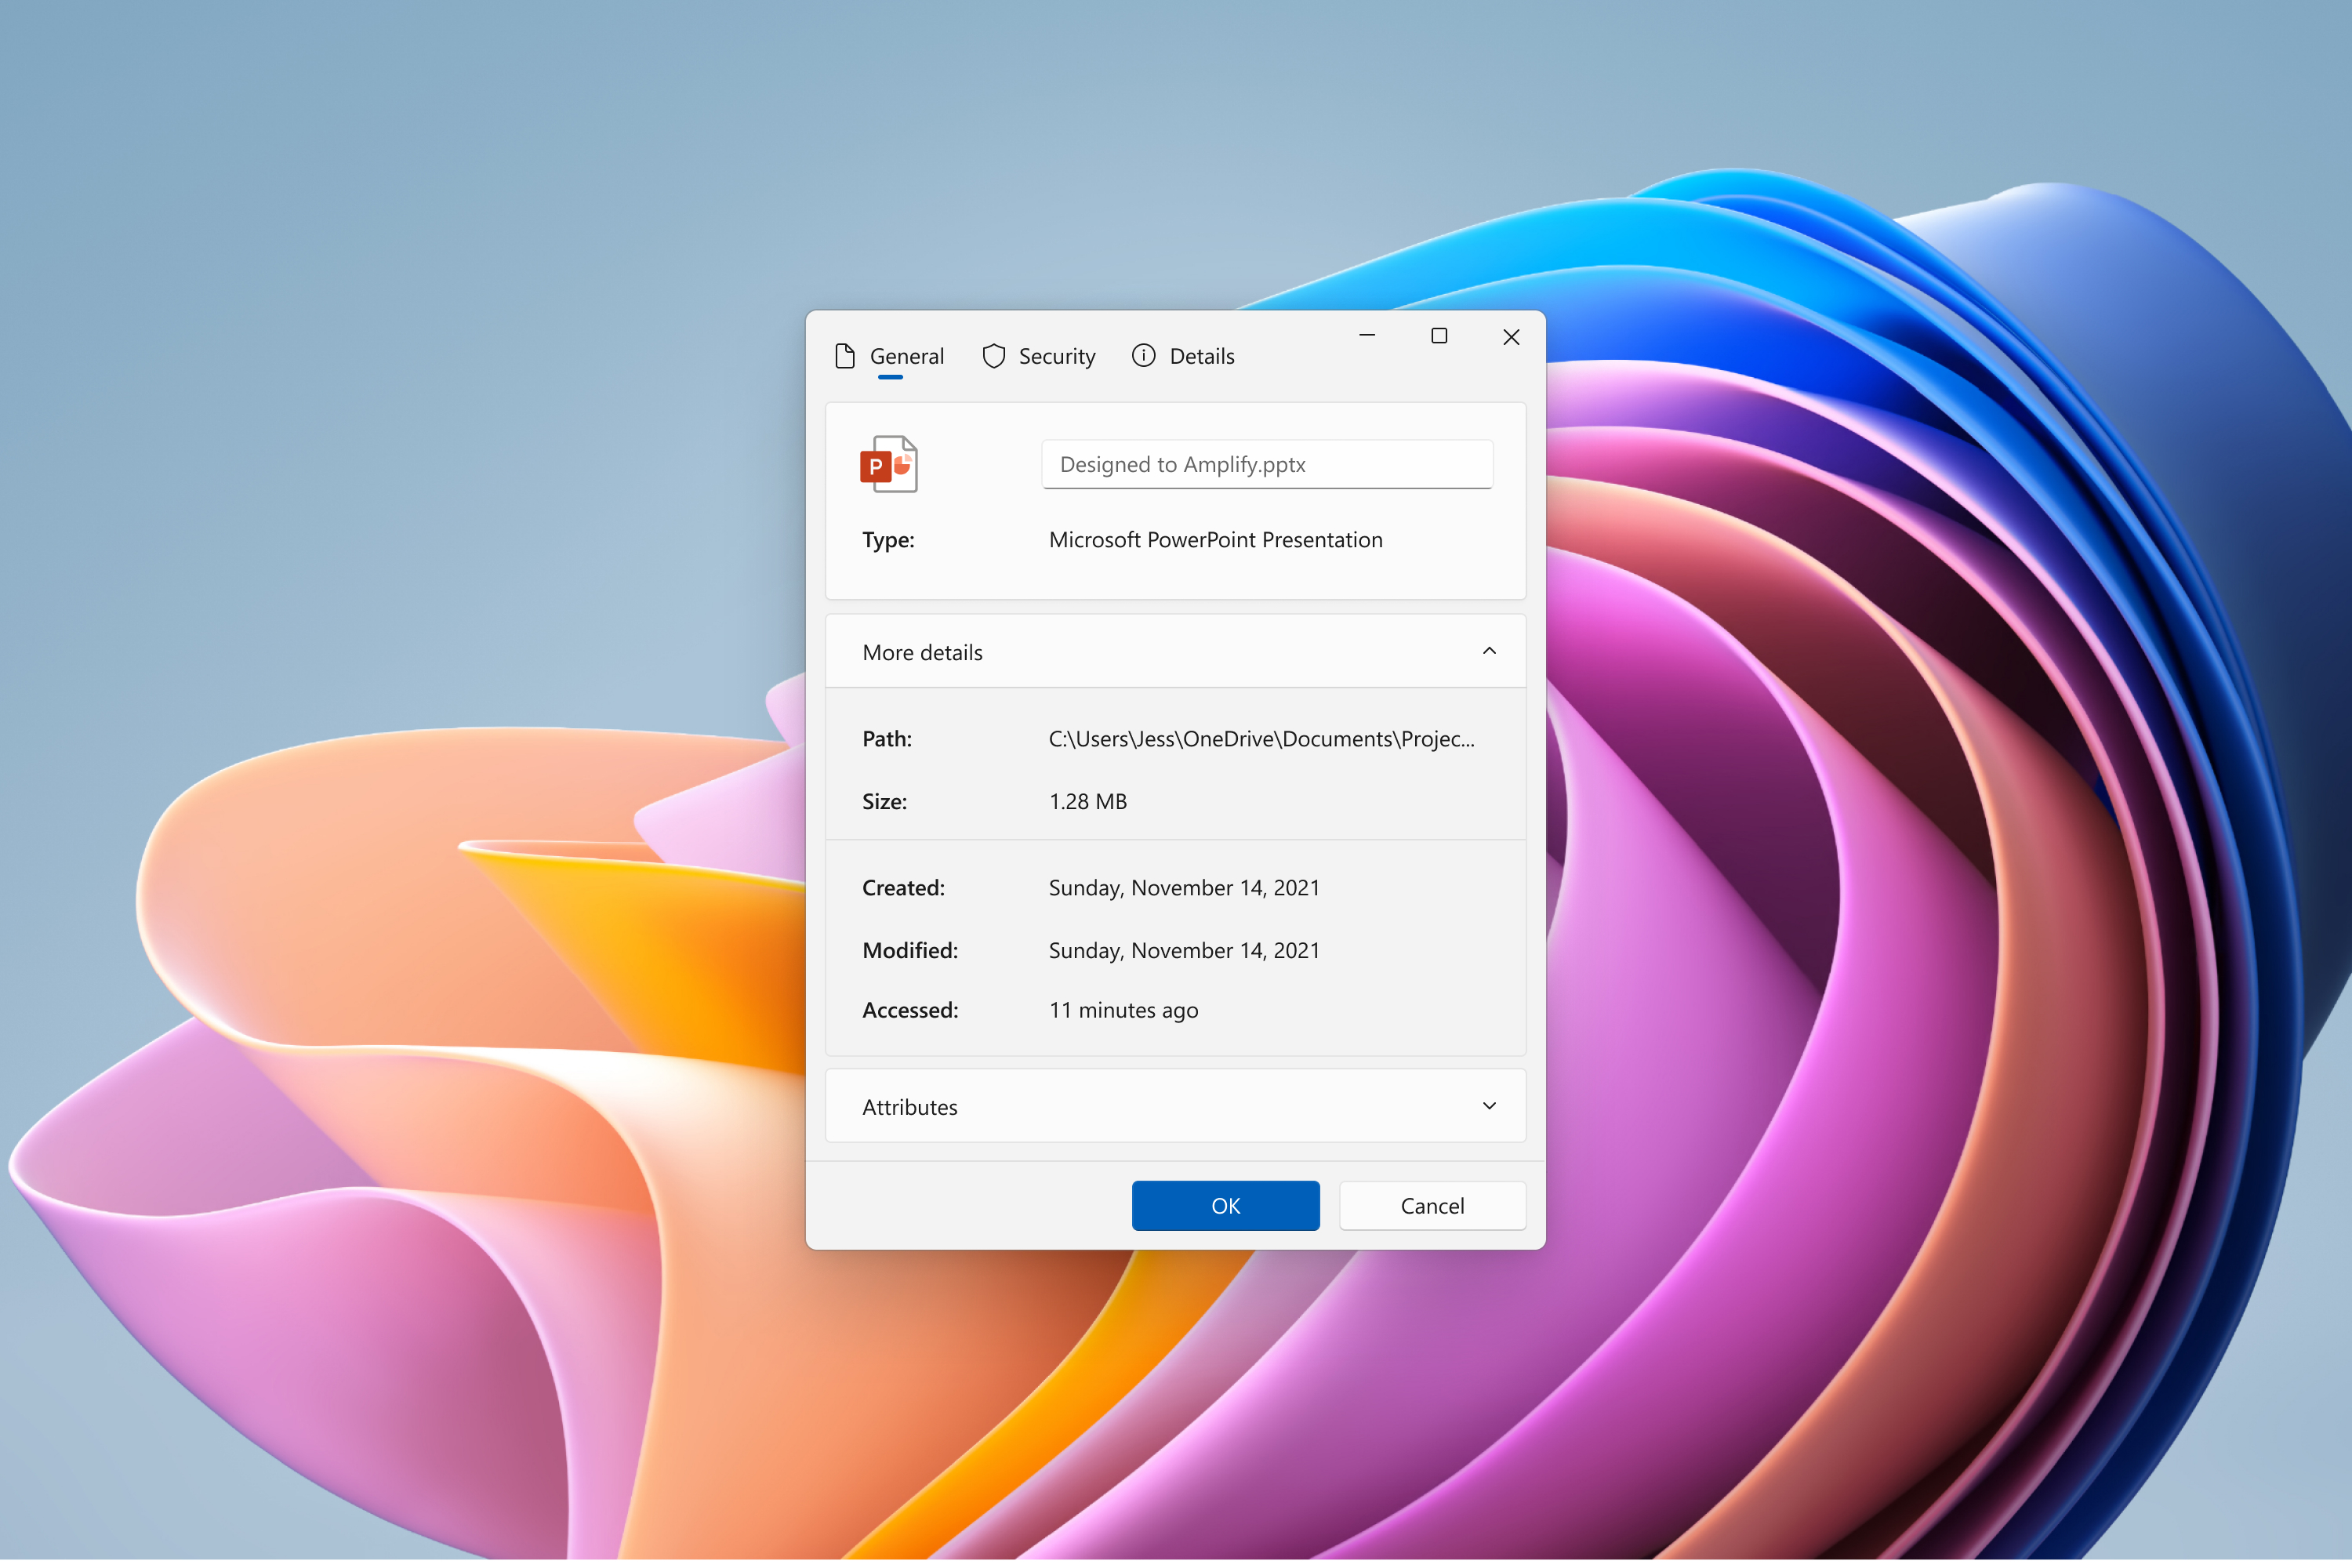 General Security Details
P
Designed to Amplify.pptx
Type: Microsoft PowerPoint Presentation
More details
Path: C:\Users\Jess\OneDrive\Documents\Projec...
Size: 1.28 MB
Created: Sunday, November 14, 2021
Modified: Sunday, November 14, 2021
Accessed: 11 minutes ago
Attributes
OK Cancel